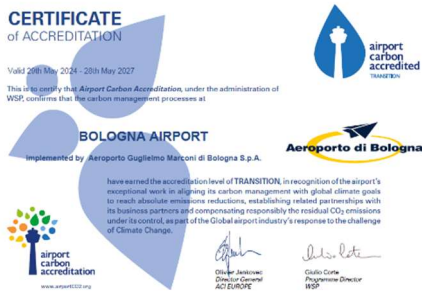 CERTIFICATE
of ACCREDITATION
airport
carbon
accredited
TRANSITION
Valid 29th May 2024 - 28th May 2027
This is to certify that Airport Carbon Accreditation, under the administration of
WSP, confirms that the carbon management processes at
BOLOGNA AIRPORT
Aeroporto di Bologna
implemented by Aeroporto Guglielmo Marconi di Bologna S.p.A.
have earned the accreditation level of TRANSITION, in recognition of the airport's
exceptional work in aligning its carbon management with global climate goals
to reach absolute emissions reductions, establishing related partnerships with
its business partners and compensating responsibly the residual CO₂ emissions
under its control, as part of the Global airport industry's response to the challenge
of Climate Change.
airport
carbon
accreditation
www.airportCO2.org
Olivier Jankovec
Director General
ACI EUROPE
Giulio Corte
Programme Director
WSP